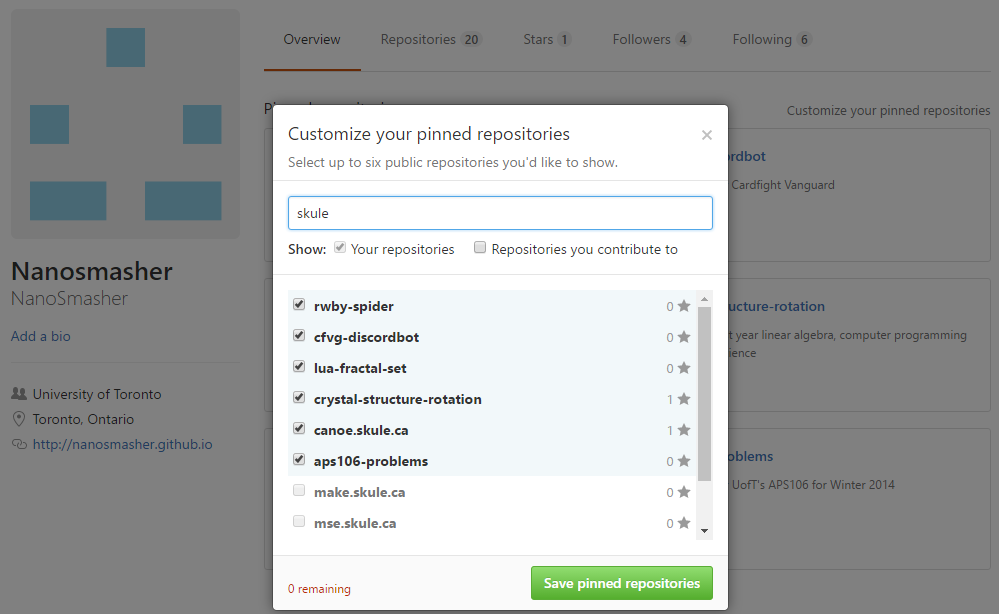 Overview Repositories 20 Stars 1 Followers 4 Following 6
Customize your pinned repositories
Customize your pinned repositories
×
Select up to six public repositories you'd like to show.
skule
Show: Your repositories Repositories you contribute to
rwby-spider 0
cfvg-discordbot 0
lua-fractal-set 0
crystal-structure-rotation 1
canoe.skule.ca 1
aps106-problems 0
make.skule.ca 0
mse.skule.ca 0
0 remaining
Save pinned repositories
Nanosmasher
NanoSmasher
Add a bio
University of Toronto
Toronto, Ontario
http://nanosmasher.github.io
rdbot
Cardfight Vanguard
ucture-rotation
t year linear algebra, computer programming
ience
oblems
UofT's APS106 for Winter 2014